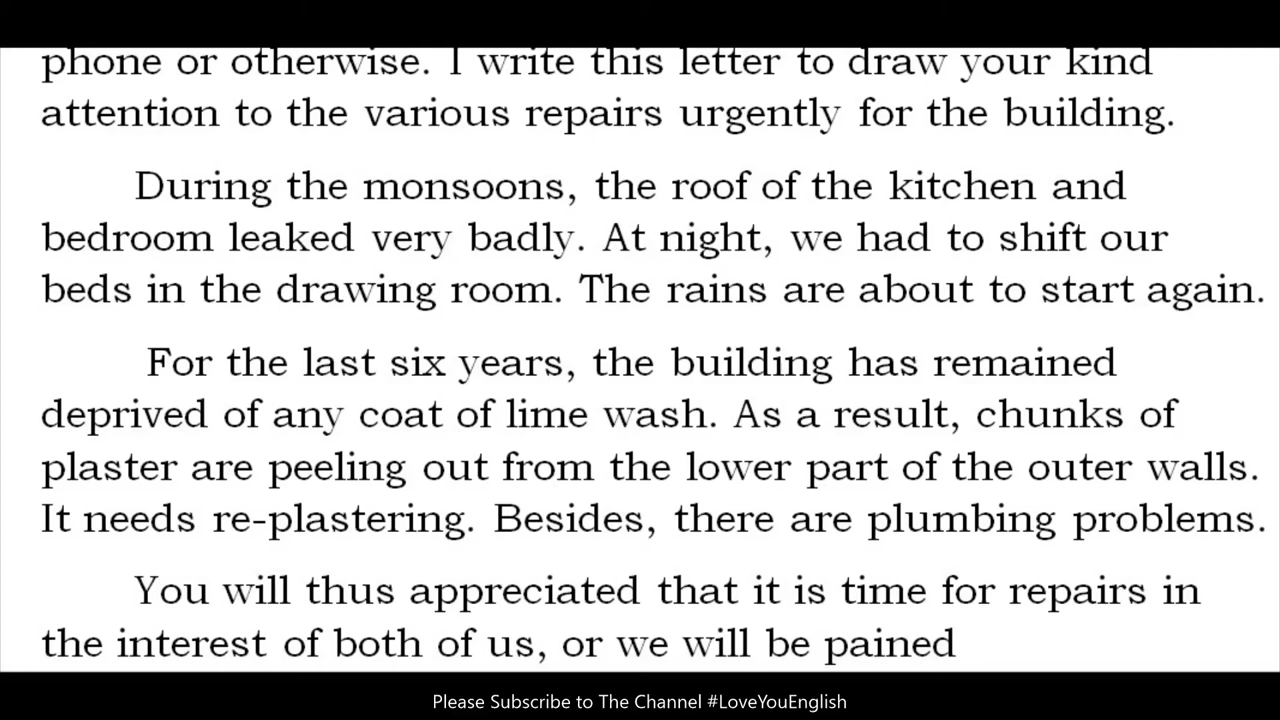 phone or otherwise. I write this letter to draw your kind
attention to the various repairs urgently for the building.
During the monsoons, the roof of the kitchen and
bedroom leaked very badly. At night, we had to shift our
beds in the drawing room. The rains are about to start again.
For the last six years, the building has remained
deprived of any coat of lime wash. As a result, chunks of
plaster are peeling out from the lower part of the outer walls.
It needs re-plastering. Besides, there are plumbing problems.
You will thus appreciated that it is time for repairs in
the interest of both of us, or we will be pained
Please Subscribe to The Channel #LoveYouEnglish